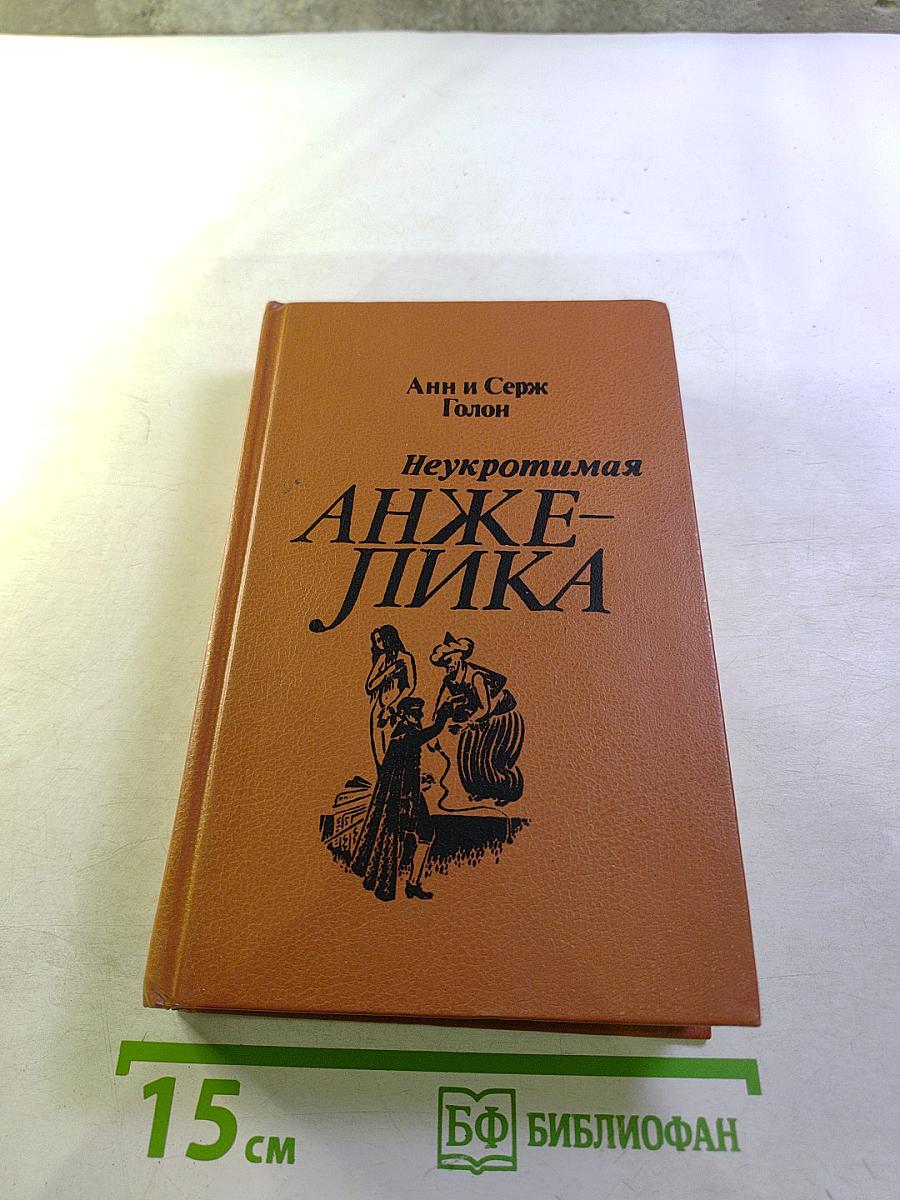 Анн и Серж
Голон
Неукротимая
АНЖЕ-
ЛИКА
15 см
БФ БИБЛИОФАН